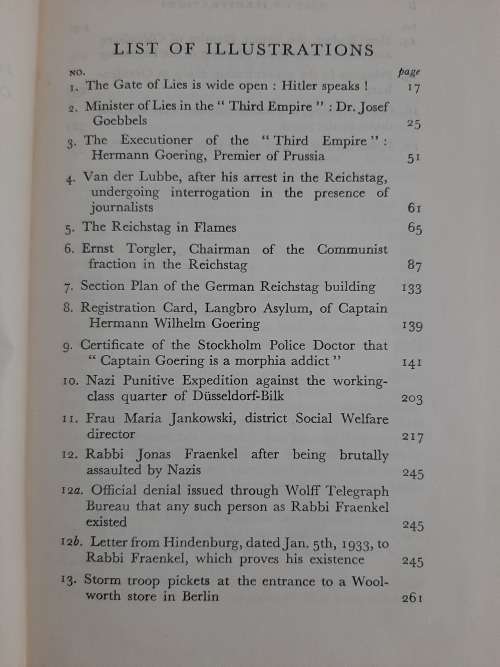 LIST OF ILLUSTRATIONS
NO. page
1. The Gate of Lies is wide open : Hitler speaks ! 17
2. Minister of Lies in the “ Third Empire ” : Dr. Josef
Goebbels 25
3. The Executioner of the “ Third Empire ” :
Hermann Goering, Premier of Prussia 51
4. Van der Lubbe, after his arrest in the Reichstag,
undergoing interrogation in the presence of
journalists 61
5. The Reichstag in Flames 65
6. Ernst Torgler, Chairman of the Communist
fraction in the Reichstag 87
7. Section Plan of the German Reichstag building 133
8. Registration Card, Langbro Asylum, of Captain
Hermann Wilhelm Goering 139
9. Certificate of the Stockholm Police Doctor that
“ Captain Goering is a morphia addict ” 141
10. Nazi Punitive Expedition against the working-
class quarter of Düsseldorf-Bilk 203
11. Frau Maria Jankowski, district Social Welfare
director 217
12. Rabbi Jonas Fraenkel after being brutally
assaulted by Nazis 245
12a. Official denial issued through Wolff Telegraph
Bureau that any such person as Rabbi Fraenkel
existed 245
12b. Letter from Hindenburg, dated Jan. 5th, 1933, to
Rabbi Fraenkel, which proves his existence 245
13. Storm troop pickets at the entrance to a Wool-
worth store in Berlin 261